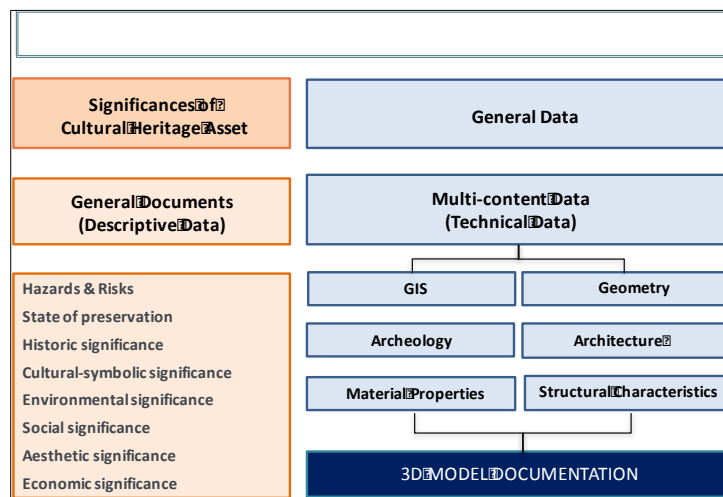 Significances of
Cultural Heritage Asset
General Data
General Documents
(Descriptive Data)
Multi-content Data
(Technical Data)
Hazards & Risks
State of preservation
Historic significance
Cultural-symbolic significance
Environmental significance
Social significance
Aesthetic significance
Economic significance
GIS
Geometry
Archeology
Architecture
Material Properties
Structural Characteristics
3D MODEL DOCUMENTATION